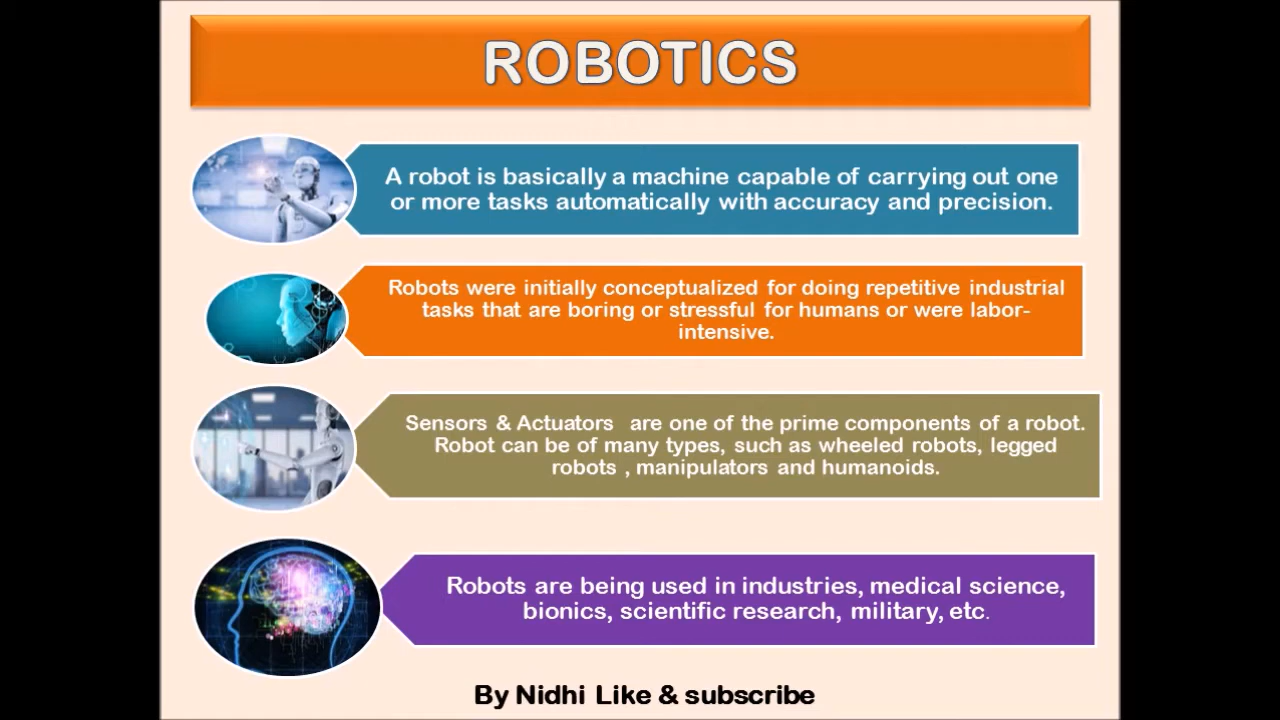 ROBOTICS
A robot is basically a machine capable of carrying out one
or more tasks automatically with accuracy and precision.
Robots were initially conceptualized for doing repetitive industrial
tasks that are boring or stressful for humans or were labor-
intensive.
Sensors & Actuators  are one of the prime components of a robot.
Robot can be of many types, such as wheeled robots, legged
robots , manipulators and humanoids.
Robots are being used in industries, medical science,
bionics, scientific research, military, etc.
By Nidhi Like & subscribe